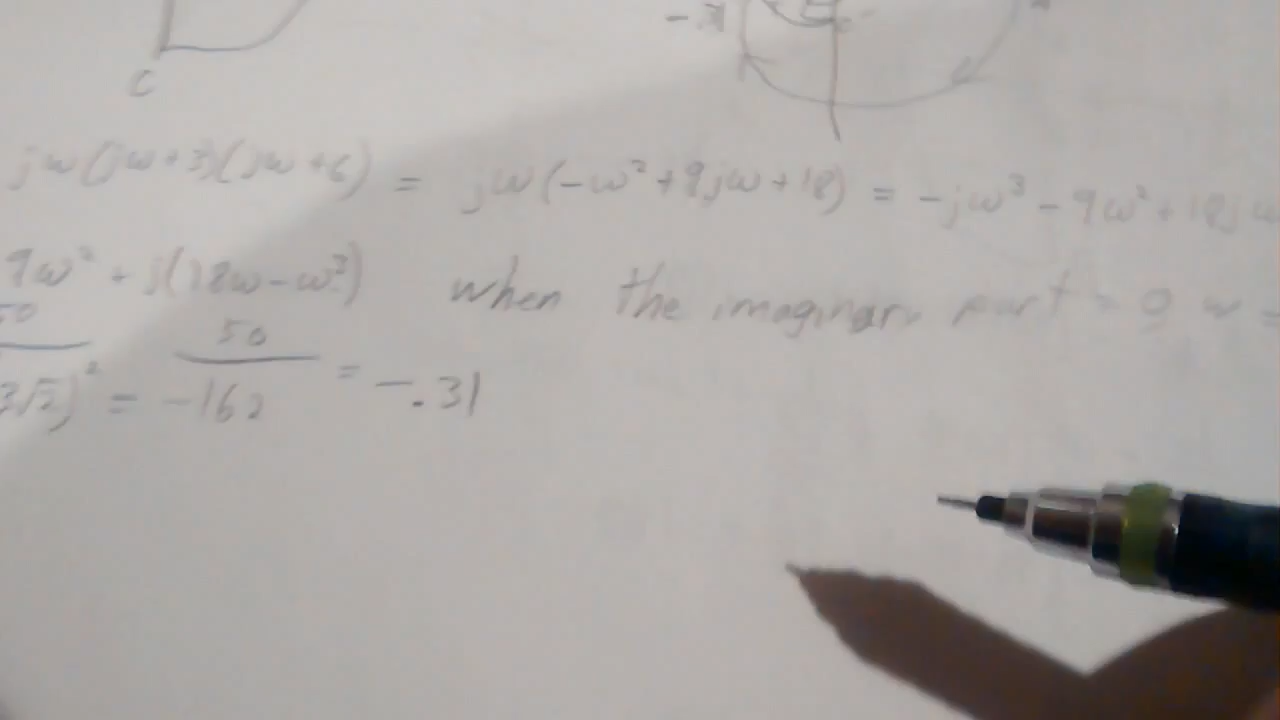 C
jω(jω+3)(jω+6) = jω(-ω²+9jω+18) = -jω³-9ω²+18jω
9ω² + j(18ω-ω³) when the imaginary part = 0 ω =
50 50
3√2)² = -162 = -.31